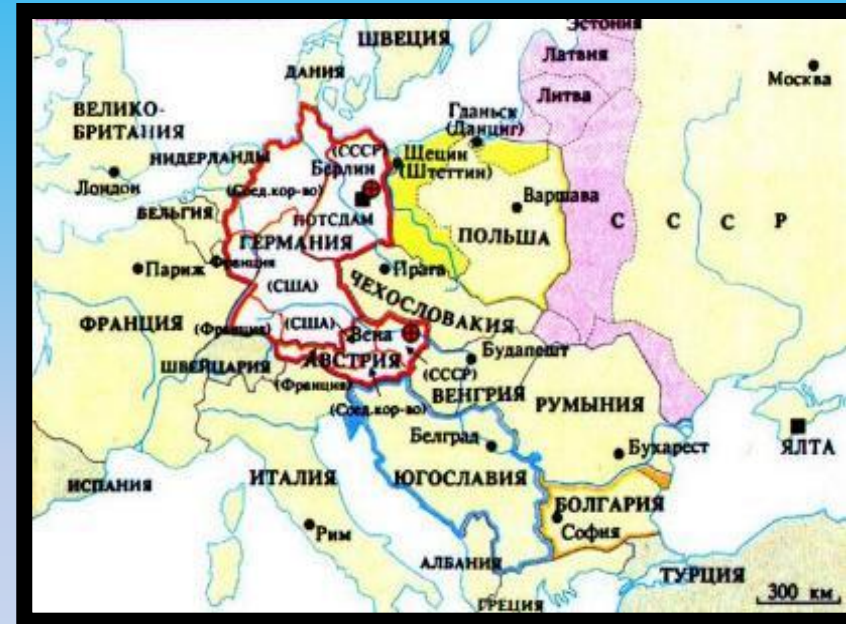 Эстония
ШВЕЦИЯ
Латвия
ДАНИЯ
Москва
Литва
ВЕЛИКО-
БРИТАНИЯ
Гданьск
(Данциг)
НИДЕРЛАНДЫ
(СССР)
Берлин
Щецин
(Штеттин)
Лондон
(Соед.кор-во)
Варшава
БЕЛЬГИЯ
ПОТСДАМ
ПОЛЬША
С С С Р
ГЕРМАНИЯ
Франция
Париж
Прага
(США)
ЧЕХОСЛОВАКИЯ
ФРАНЦИЯ
(Франция)
(США)
Вена
Будапешт
ШВЕЙЦАРИЯ
АВСТРИЯ
(СССР)
(Франция)
ВЕНГРИЯ
РУМЫНИЯ
(Соед.кор-во)
Белград
Бухарест
ЯЛТА
ИСПАНИЯ
ИТАЛИЯ
ЮГОСЛАВИЯ
БОЛГАРИЯ
София
Рим
АЛБАНИЯ
ТУРЦИЯ
300 км
ГРЕЦИЯ